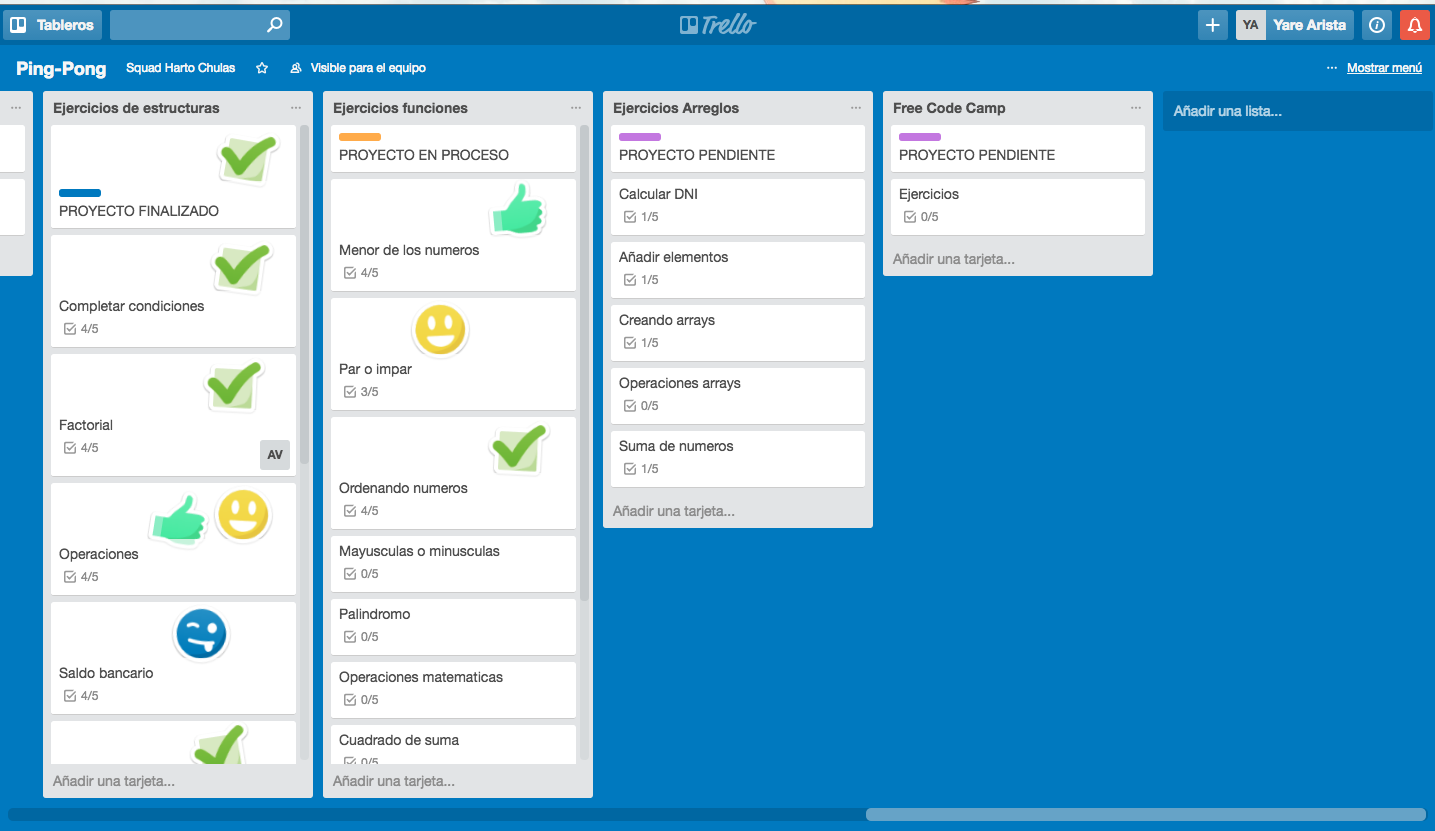 Tableros
Trello
YA Yare Arista
Ping-Pong Squad Harto Chulas Visible para el equipo
... Mostrar menú
...
Ejercicios de estructuras ...
PROYECTO FINALIZADO
Completar condiciones
4/5
Factorial
4/5
AV
Operaciones
4/5
Saldo bancario
4/5
Añadir una tarjeta...
Ejercicios funciones ...
PROYECTO EN PROCESO
Menor de los numeros
4/5
Par o impar
3/5
Ordenando numeros
4/5
Mayusculas o minusculas
0/5
Palindromo
0/5
Operaciones matematicas
0/5
Cuadrado de suma
0/5
Añadir una tarjeta...
Ejercicios Arreglos ...
PROYECTO PENDIENTE
Calcular DNI
1/5
Añadir elementos
1/5
Creando arrays
1/5
Operaciones arrays
0/5
Suma de numeros
1/5
Añadir una tarjeta...
Free Code Camp ...
PROYECTO PENDIENTE
Ejercicios
0/5
Añadir una tarjeta...
Añadir una lista...